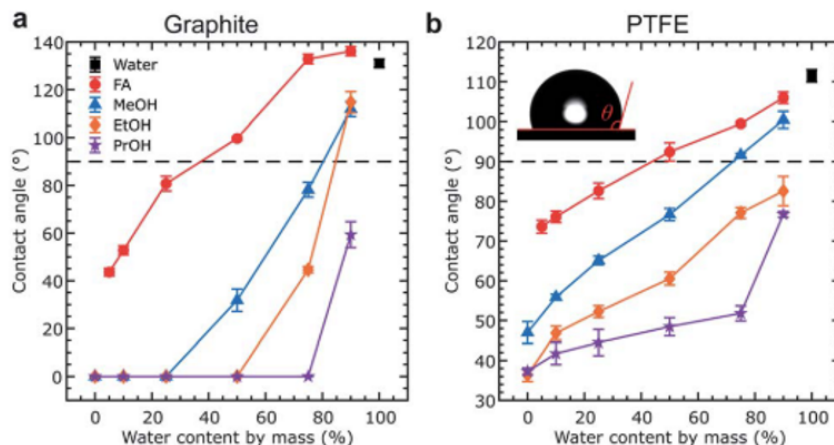 a Graphite
b PTFE
Contact angle (°)
140
120
100
80
60
40
20
0
Water
FA
MeOH
EtOH
PrOH
0 20 40 60 80 100
Water content by mass (%)
Contact angle (°)
120
110
100
90
80
70
60
50
40
30
θ
0 20 40 60 80 100
Water content by mass (%)